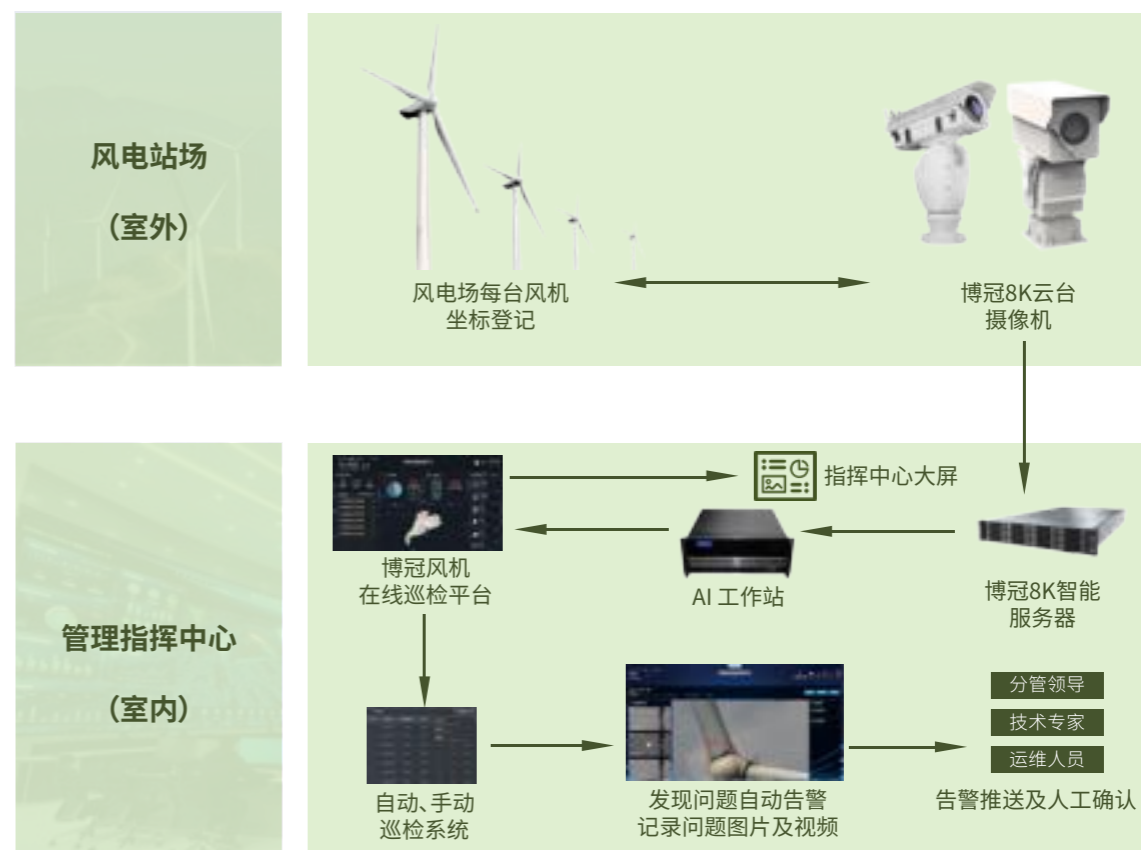 风电站场
（室外）
风电场每台风机
坐标登记
博冠8K云台
摄像机
管理指挥中心
（室内）
指挥中心大屏
博冠风机
在线巡检平台
AI 工作站
博冠8K智能
服务器
自动、手动
巡检系统
发现问题自动告警
记录问题图片及视频
分管领导
技术专家
运维人员
告警推送及人工确认